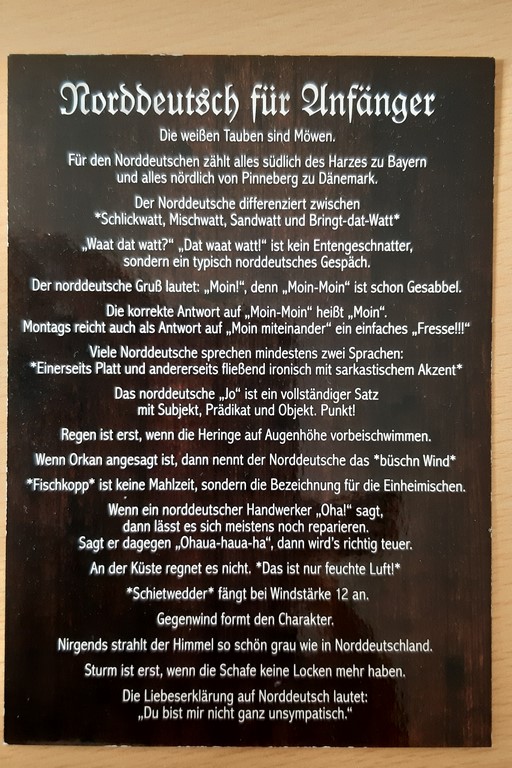 Norddeutsch für Anfänger
Die weißen Tauben sind Möwen.
Für den Norddeutschen zählt alles südlich des Harzes zu Bayern
und alles nördlich von Pinneberg zu Dänemark.
Der Norddeutsche differenziert zwischen
*Schlickwatt, Mischwatt, Sandwatt und Bringt-dat-Watt*
„Waat dat watt?“ „Dat waat watt!“ ist kein Entengeschnatter,
sondern ein typisch norddeutsches Gespäch.
Der norddeutsche Gruß lautet: „Moin!“, denn „Moin-Moin“ ist schon Gesabbel.
Die korrekte Antwort auf „Moin-Moin“ heißt „Moin“.
Montags reicht auch als Antwort auf „Moin miteinander“ ein einfaches „Fresse!!!“
Viele Norddeutsche sprechen mindestens zwei Sprachen:
*Einerseits Platt und andererseits fließend ironisch mit sarkastischem Akzent*
Das norddeutsche „Jo“ ist ein vollständiger Satz
mit Subjekt, Prädikat und Objekt. Punkt!
Regen ist erst, wenn die Heringe auf Augenhöhe vorbeischwimmen.
Wenn Orkan angesagt ist, dann nennt der Norddeutsche das *büschn Wind*
*Fischkopp* ist keine Mahlzeit, sondern die Bezeichnung für die Einheimischen.
Wenn ein norddeutscher Handwerker „Oha!“ sagt,
dann lässt es sich meistens noch reparieren.
Sagt er dagegen „Ohaua-haua-ha“, dann wird's richtig teuer.
An der Küste regnet es nicht. *Das ist nur feuchte Luft!*
*Schietwedder* fängt bei Windstärke 12 an.
Gegenwind formt den Charakter.
Nirgends strahlt der Himmel so schön grau wie in Norddeutschland.
Sturm ist erst, wenn die Schafe keine Locken mehr haben.
Die Liebeserklärung auf Norddeutsch lautet:
„Du bist mir nicht ganz unsympatisch.“